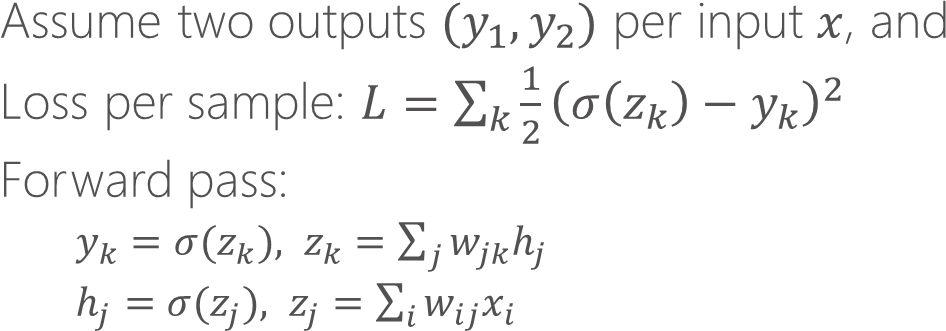 Assume two outputs (y₁, y₂) per input x, and
Loss per sample: L = ∑ₖ ½ (σ(zₖ) − yₖ)²
Forward pass:
yₖ = σ(zₖ), zₖ = ∑ⱼ wⱼₖhⱼ
hⱼ = σ(zⱼ), zⱼ = ∑ᵢ wᵢⱼxᵢ